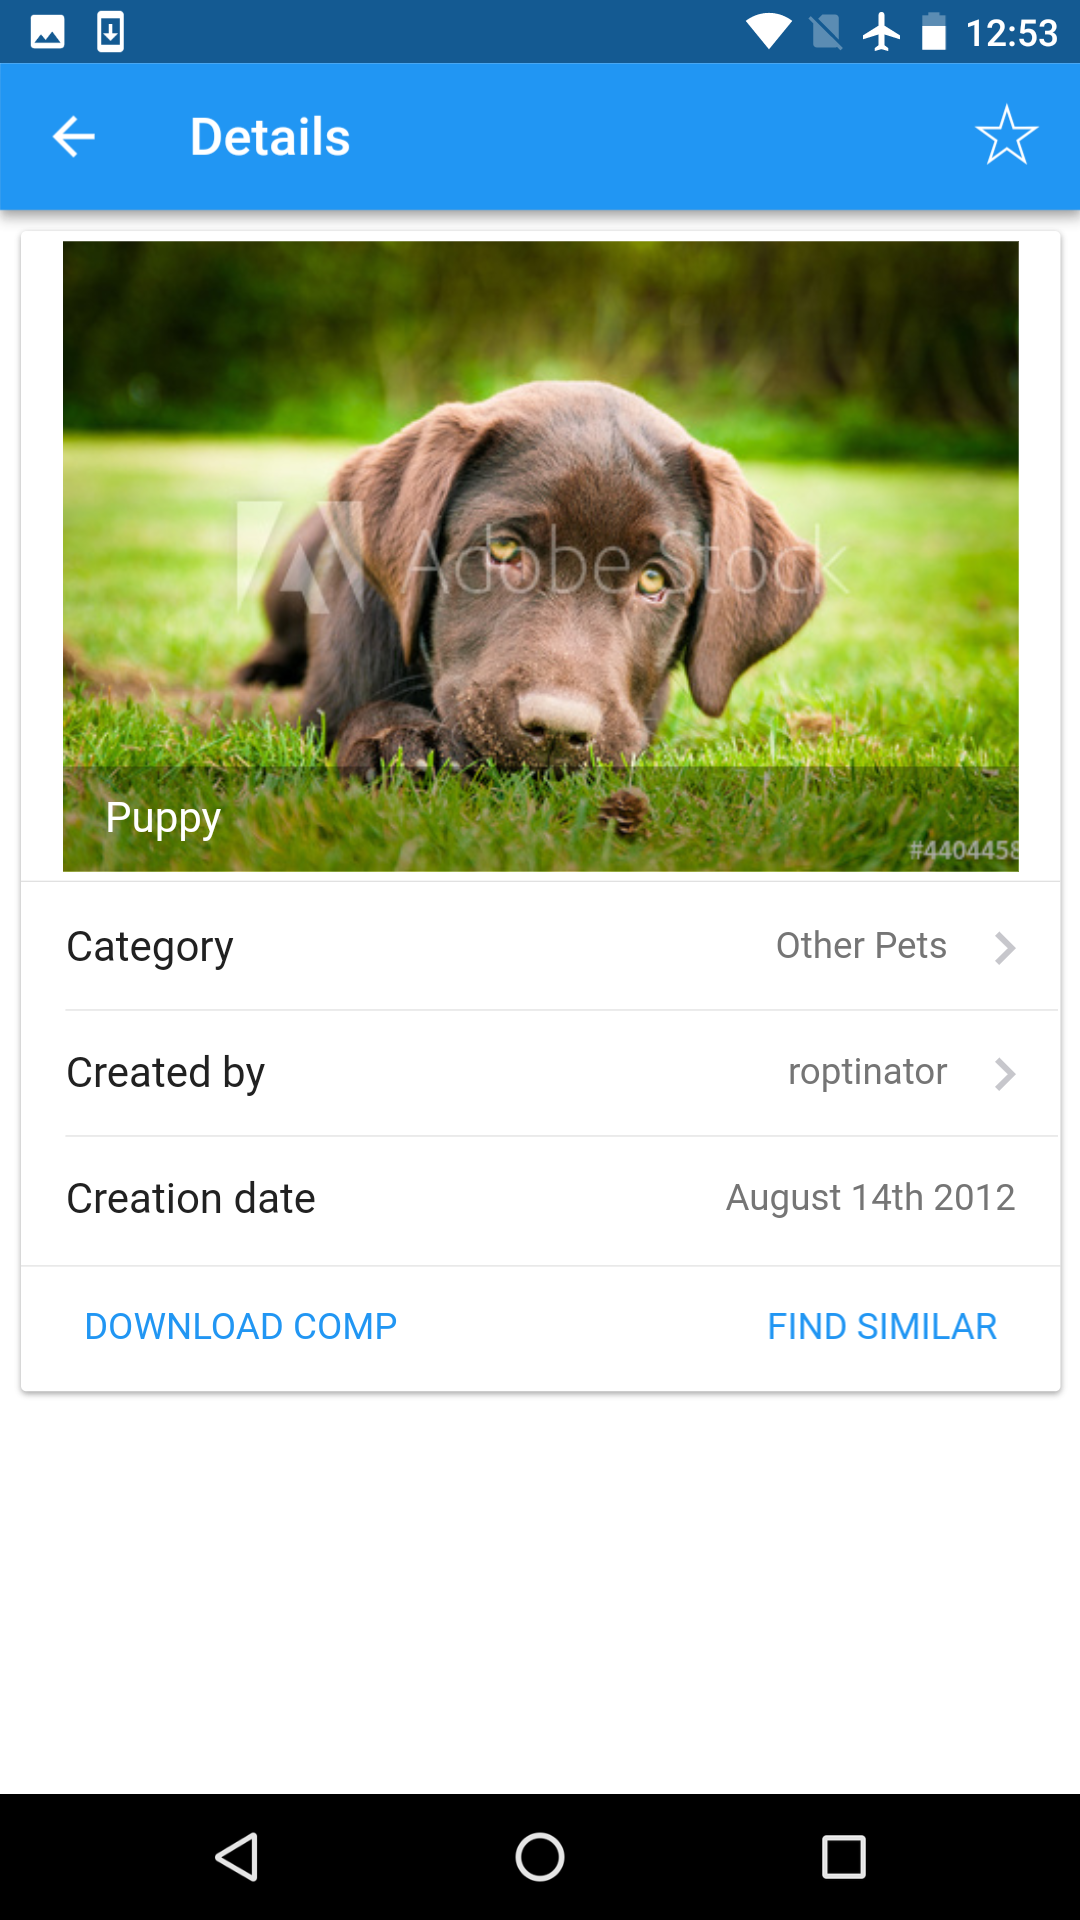 12:53
Details
Adobe Stock
Puppy
#4404458
Category Other Pets
Created by roptinator
Creation date August 14th 2012
DOWNLOAD COMP FIND SIMILAR